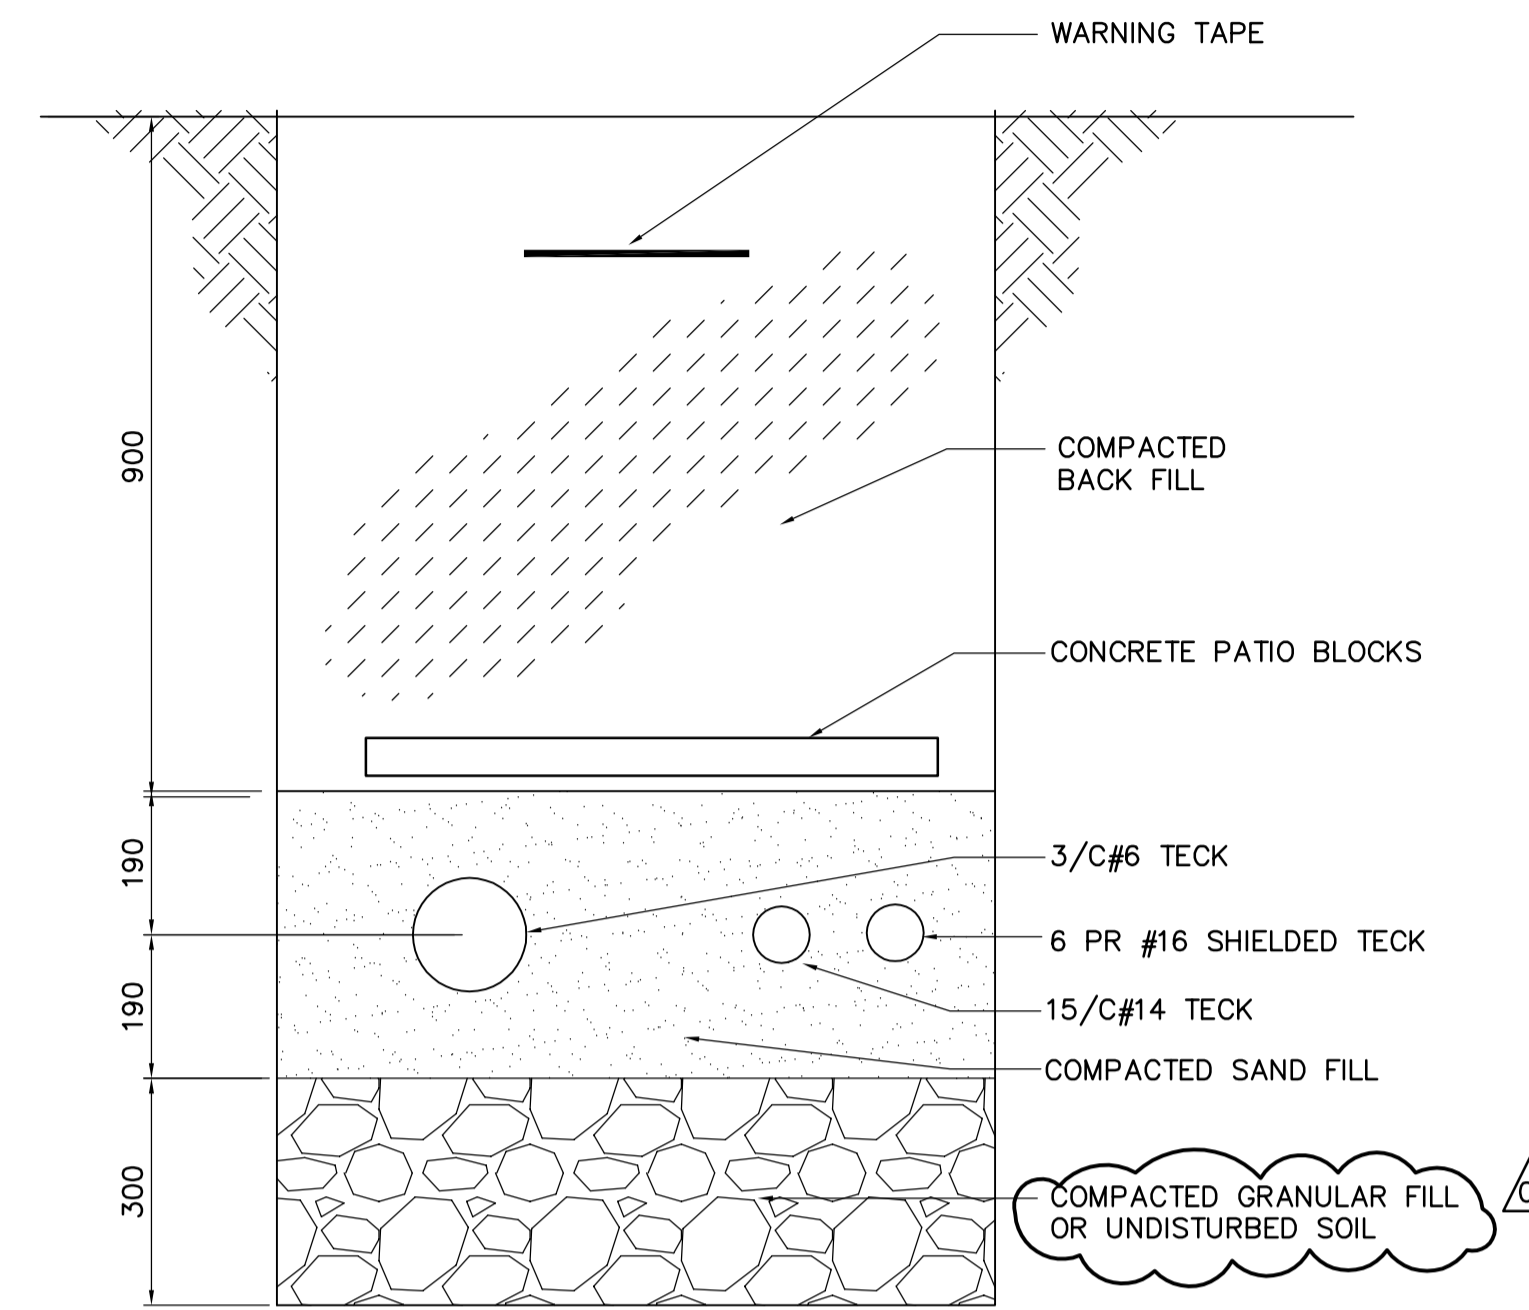 WARNING TAPE
900
COMPACTED
BACK FILL
CONCRETE PATIO BLOCKS
190
3/C#6 TECK
6 PR #16 SHIELDED TECK
190
15/C#14 TECK
COMPACTED SAND FILL
300
COMPACTED GRANULAR FILL
OR UNDISTURBED SOIL